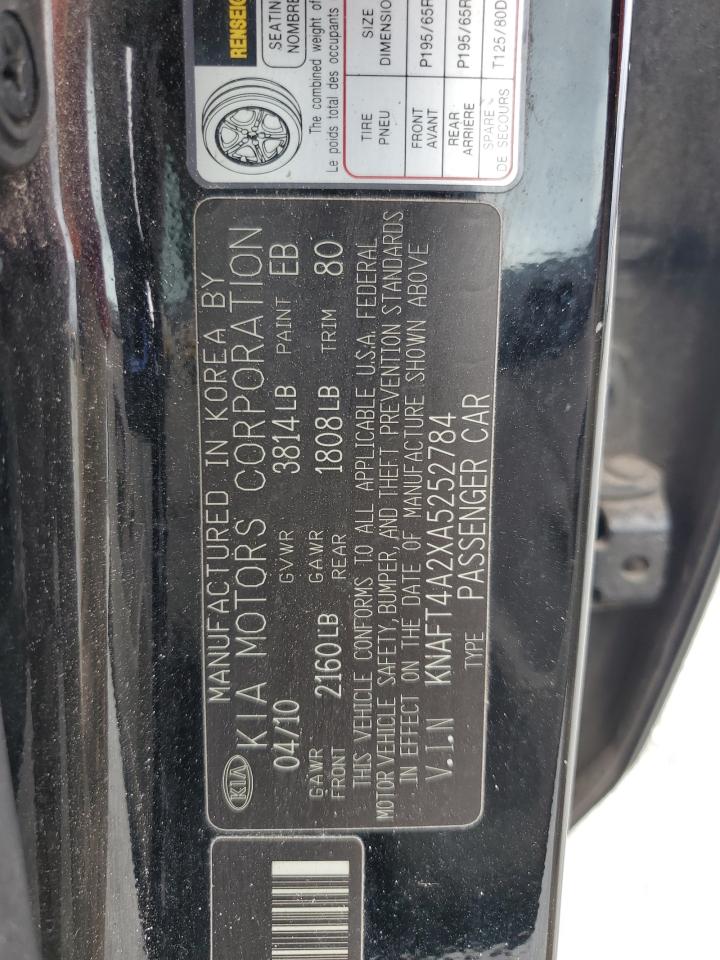 KIA
MANUFACTURED IN KOREA BY
KIA MOTORS CORPORATION
04/10 GVWR 3814LB PAINT EB
GAWR FRONT 2160LB GAWR REAR 1808LB TRIM 80
THIS VEHICLE CONFORMS TO ALL APPLICABLE U.S.A. FEDERAL
MOTOR VEHICLE SAFETY, BUMPER, AND THEFT PREVENTION STANDARDS
IN EFFECT ON THE DATE OF MANUFACTURE SHOWN ABOVE
V.I.N KNAFT4A2XA5252784
TYPE PASSENGER CAR
RENSEIG
SEATIN
NOMBRE
The combined weight of
Le poids total des occupants
TIRE SIZE
PNEU DIMENSIO
FRONT P195/65R
AVANT
REAR P195/65R
ARRIÈRE
SPARE T125/80D
DE SECOURS